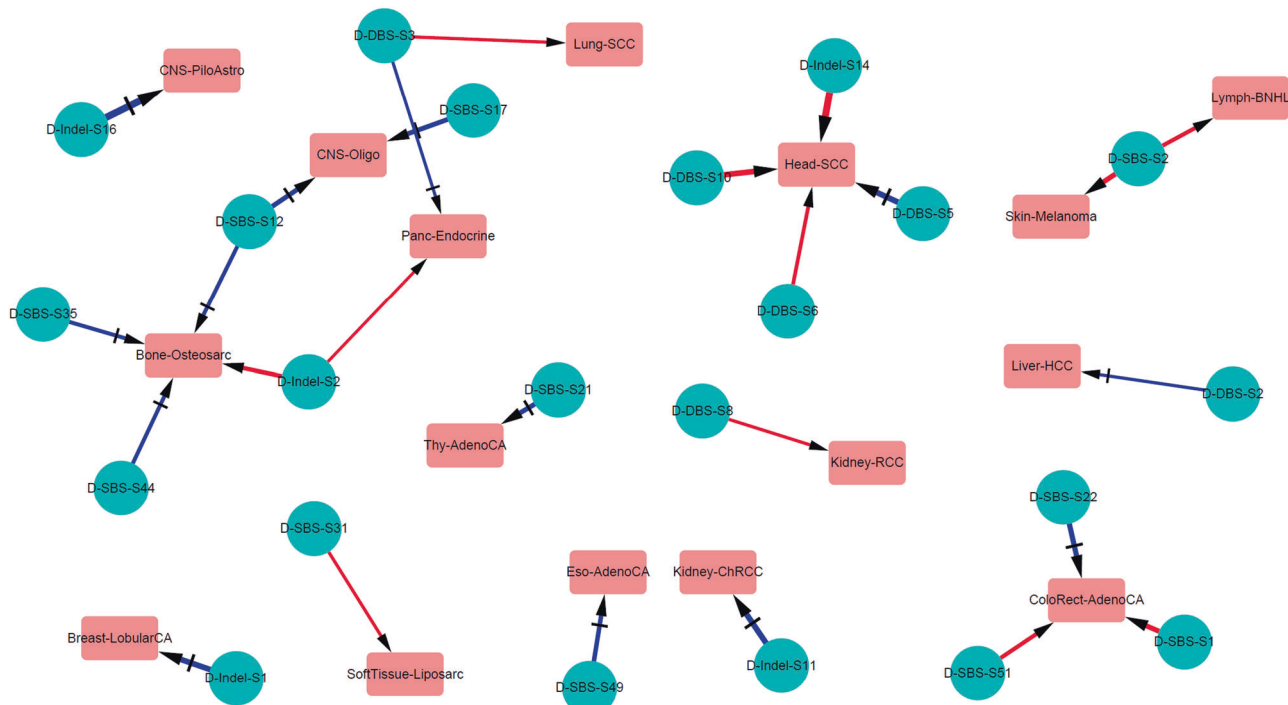 D-DBS-S3
Lung-SCC
CNS-PiloAstro
D-Indel-S14
D-Indel-S16
D-SBS-S17
Lymph-BNHL
CNS-Oligo
Head-SCC
D-SBS-S2
D-DBS-S10
D-SBS-S12
D-DBS-S5
Skin-Melanoma
Panc-Endocrine
D-SBS-S35
D-DBS-S6
Bone-Osteosarc
Liver-HCC
D-Indel-S2
D-SBS-S21
D-DBS-S2
D-DBS-S8
Thy-AdenoCA
Kidney-RCC
D-SBS-S44
D-SBS-S22
D-SBS-S31
Eso-AdenoCA
Kidney-ChRCC
ColoRect-AdenoCA
Breast-LobularCA
D-SBS-S1
D-Indel-S11
SoftTissue-Liposarc
D-SBS-S51
D-Indel-S1
D-SBS-S49